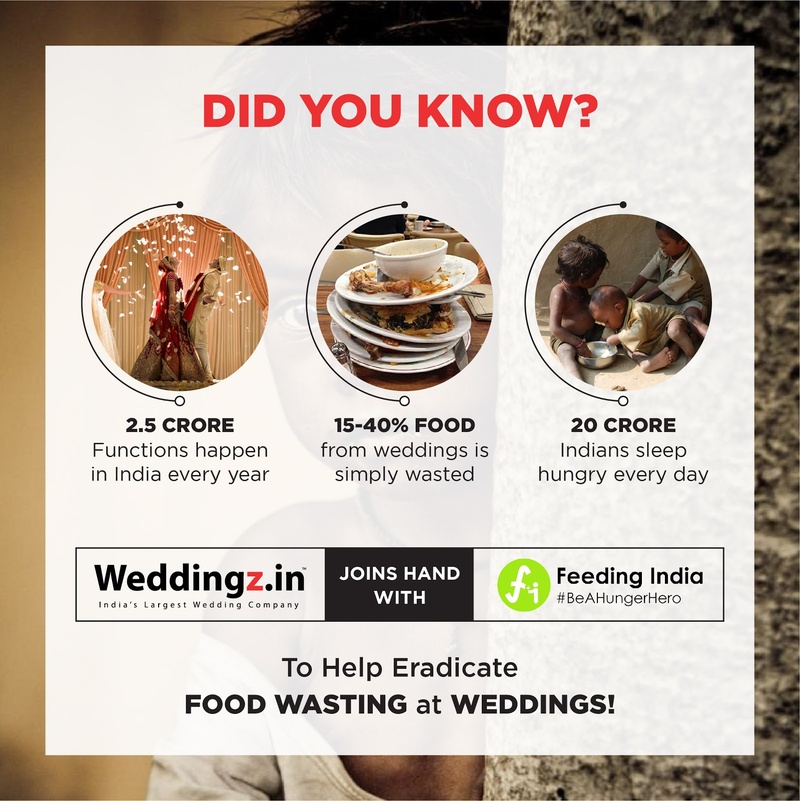 DID YOU KNOW?
2.5 CRORE
Functions happen
in India every year
15-40% FOOD
from weddings is
simply wasted
20 CRORE
Indians sleep
hungry every day
Weddingz.in™
India's Largest Wedding Company
JOINS HAND
WITH
fi
Feeding India
#BeAHungerHero
To Help Eradicate
FOOD WASTING at WEDDINGS!